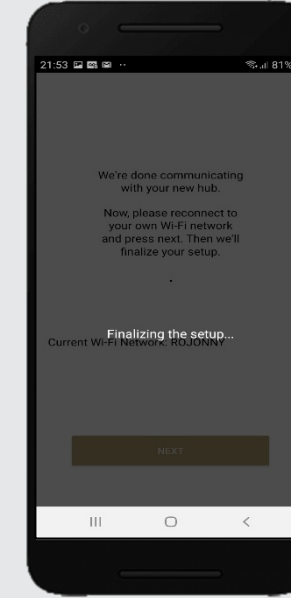 21:53 81%
We're done communicating
with your new hub.
Now, please reconnect to
your own Wi-Fi network
and press next. Then we'll
finalize your setup.
Finalizing the setup...
Current Wi-Fi Network: ROJONNY
NEXT